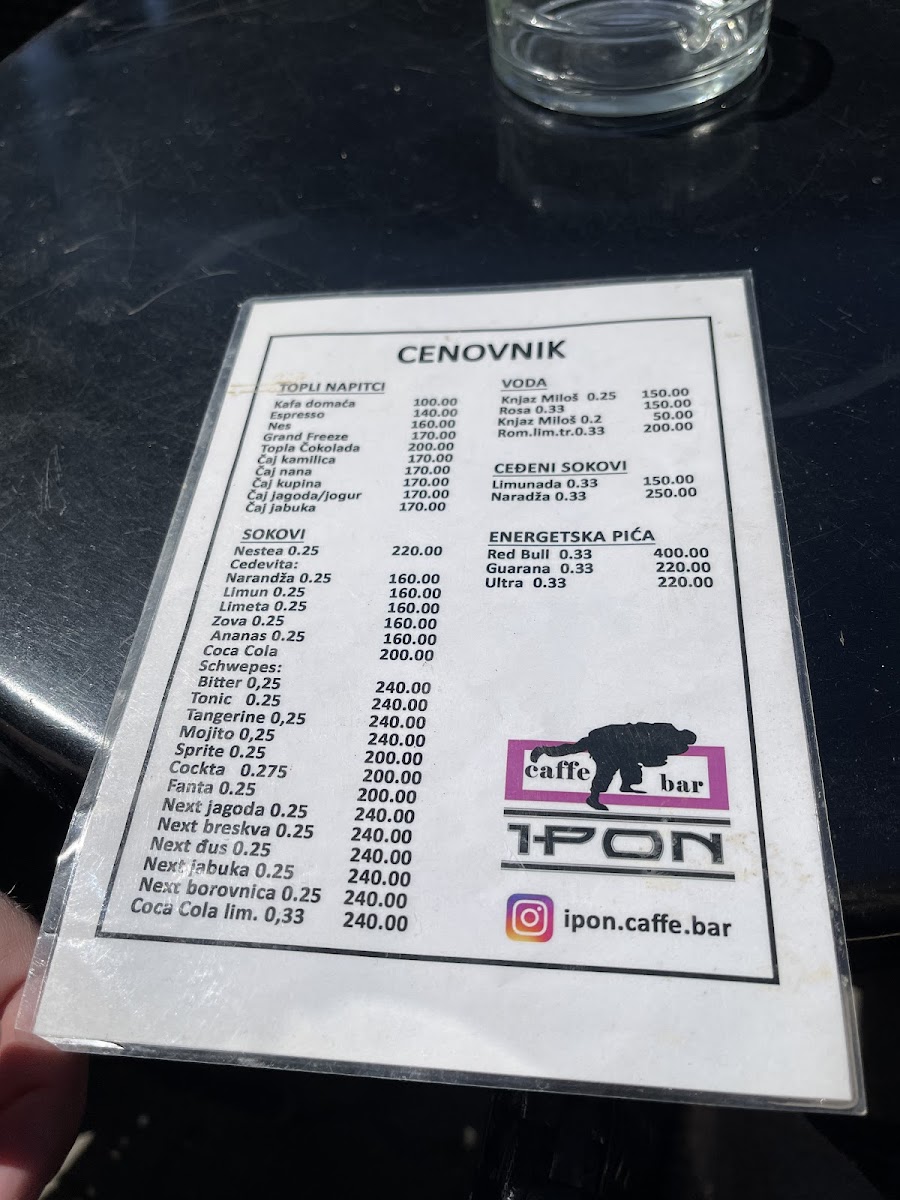 CENOVNIK
TOPLI NAPITCI
Kafa domaća 100.00
Espresso 140.00
Nes 160.00
Grand Freeze 170.00
Topla Čokolada 200.00
Čaj kamilica 170.00
Čaj nana 170.00
Čaj kupina 170.00
Čaj jagoda/jogur 170.00
Čaj jabuka 170.00
SOKOVI
Nestea 0.25 220.00
Cedevita:
Narandža 0.25 160.00
Limun 0.25 160.00
Limeta 0.25 160.00
Zova 0.25 160.00
Ananas 0.25 160.00
Coca Cola 200.00
Schwepes:
Bitter 0,25 240.00
Tonic 0.25 240.00
Tangerine 0,25 240.00
Mojito 0,25 240.00
Sprite 0.25 200.00
Cockta 0.275 200.00
Fanta 0.25 200.00
Next jagoda 0.25 240.00
Next breskva 0.25 240.00
Next đus 0.25 240.00
Next jabuka 0.25 240.00
Next borovnica 0.25 240.00
Coca Cola lim. 0,33 240.00
VODA
Knjaz Miloš 0.25 150.00
Rosa 0.33 150.00
Knjaz Miloš 0.2 50.00
Rom.lim.tr.0.33 200.00
CEĐENI SOKOVI
Limunada 0.33 150.00
Naradža 0.33 250.00
ENERGETSKA PIĆA
Red Bull 0.33 400.00
Guarana 0.33 220.00
Ultra 0.33 220.00
caffe bar
IPON
ipon.caffe.bar